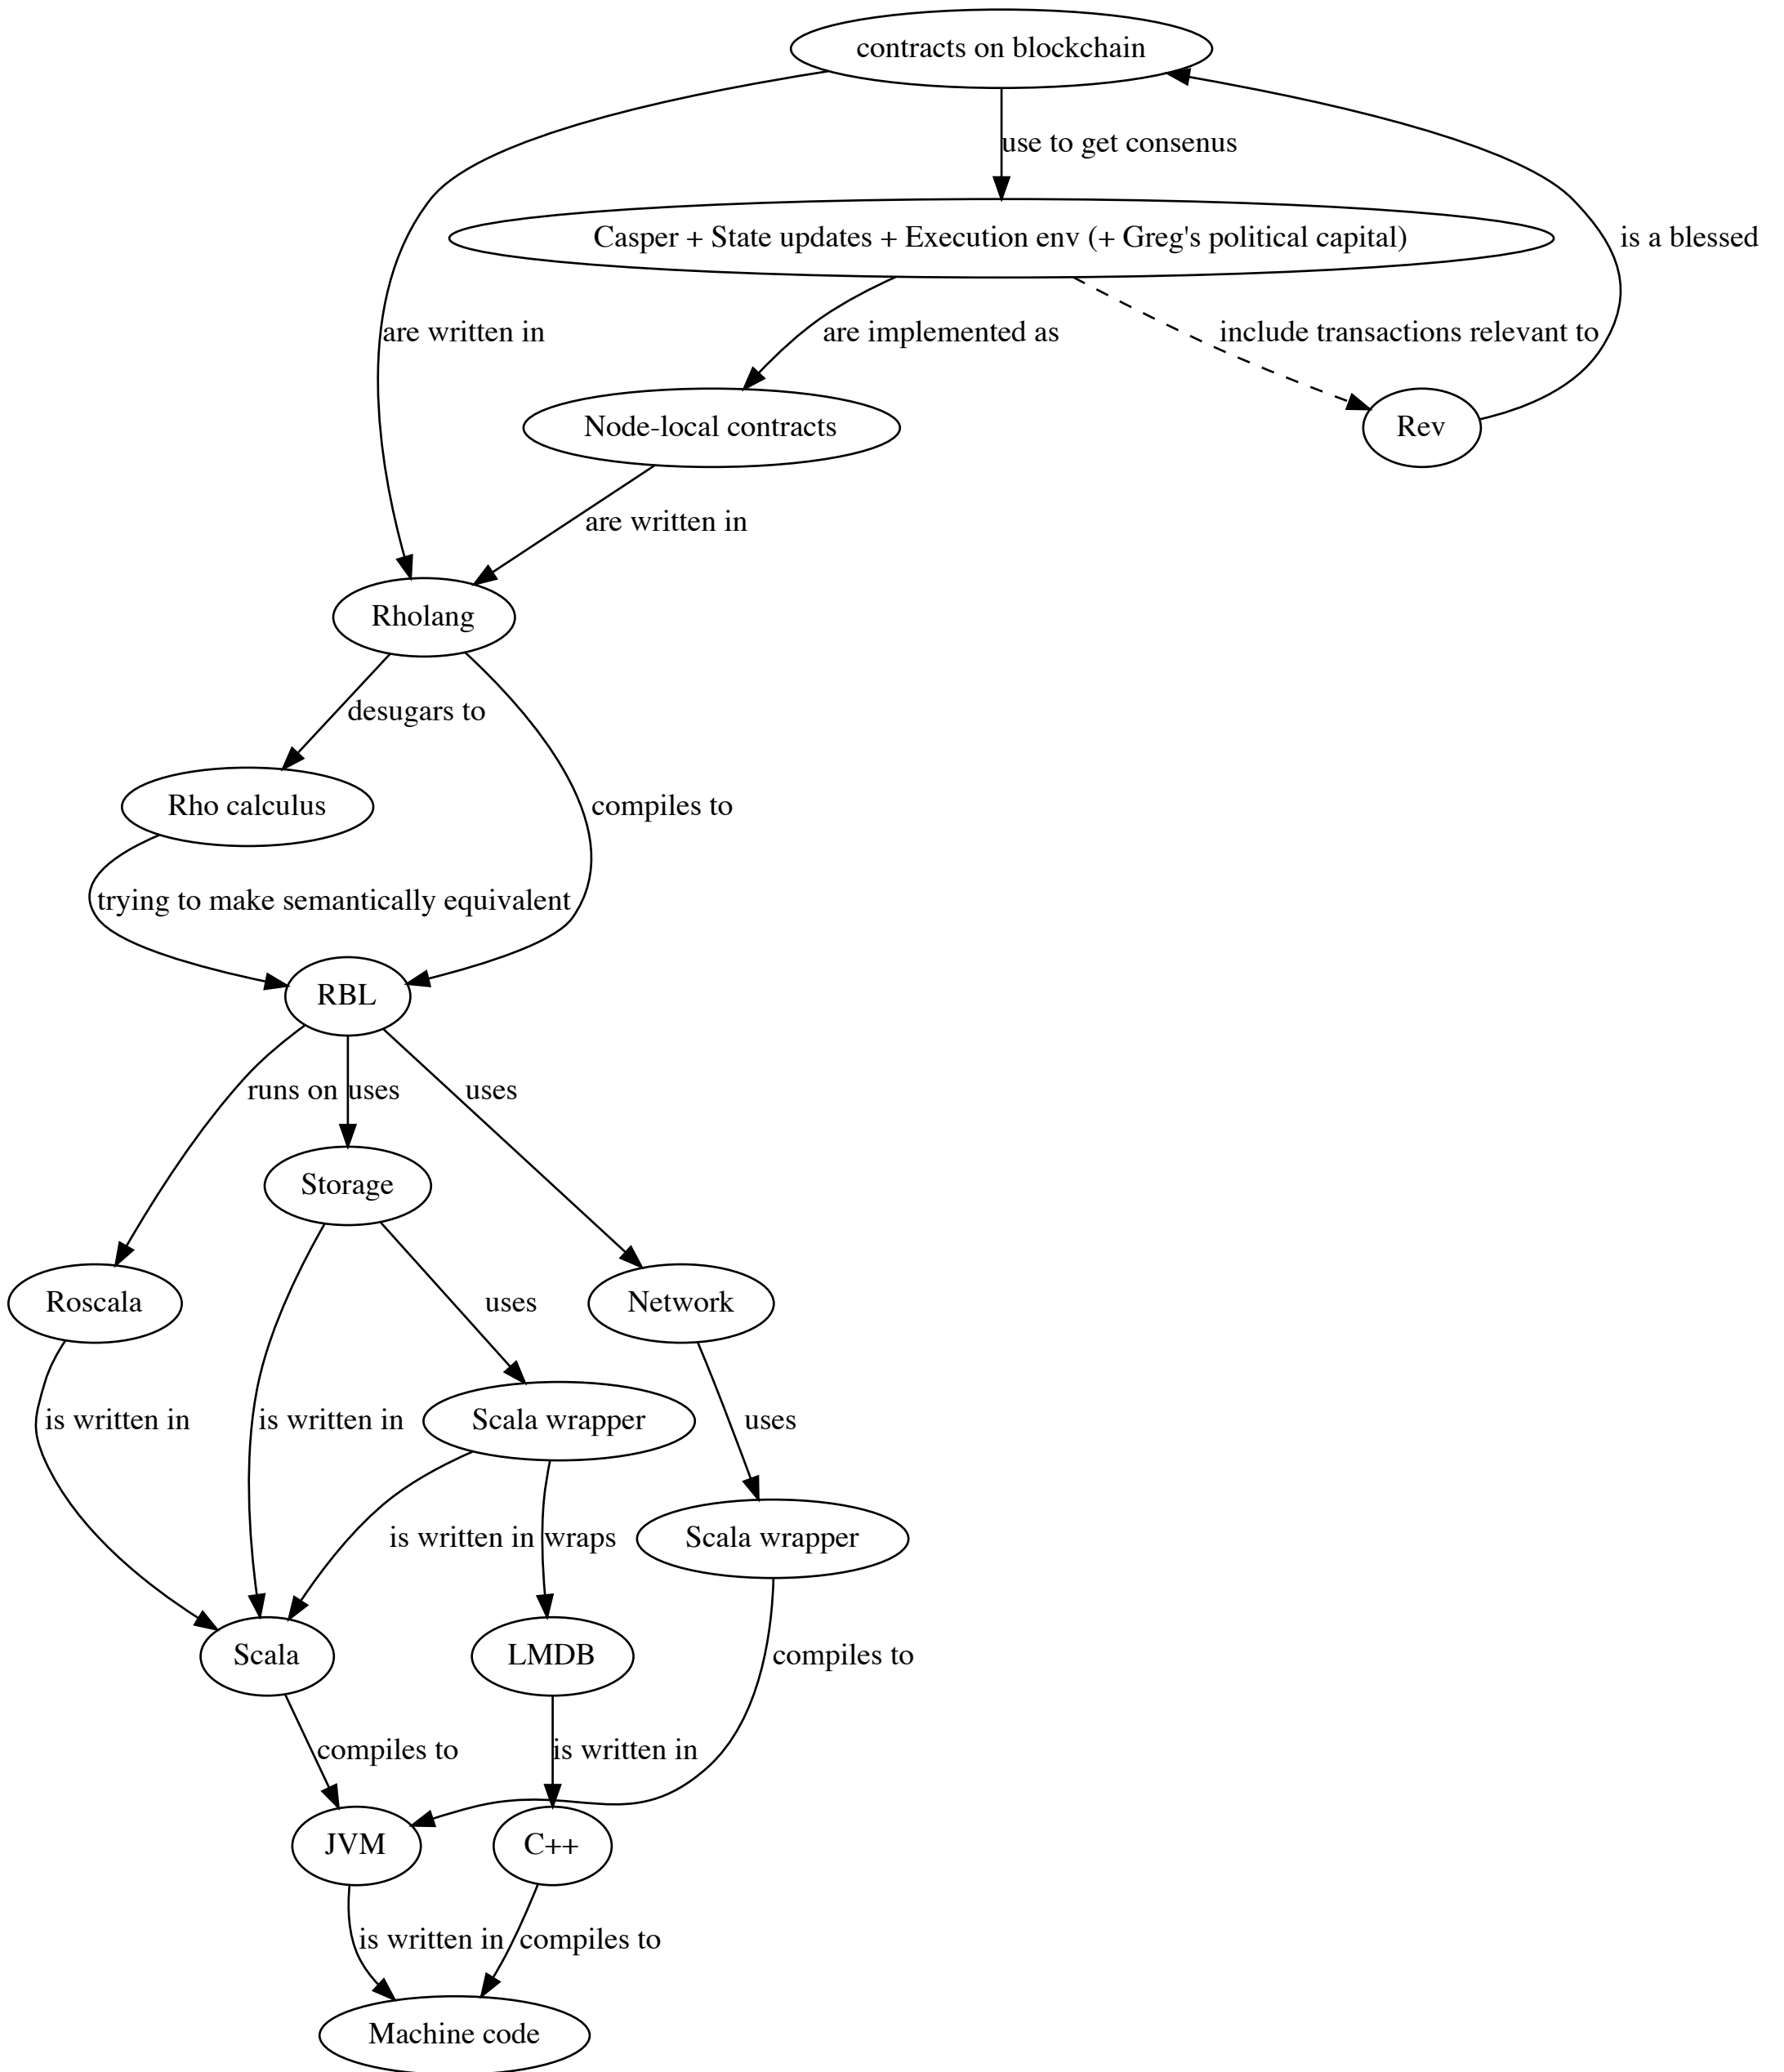 contracts on blockchain
use to get consenus
Casper + State updates + Execution env (+ Greg's political capital)
is a blessed
are written in
are implemented as
include transactions relevant to
Node-local contracts
Rev
are written in
Rholang
desugars to
Rho calculus
compiles to
trying to make semantically equivalent
RBL
runs on
uses
uses
Storage
Roscala
uses
Network
is written in
is written in
Scala wrapper
uses
is written in
wraps
Scala wrapper
Scala
LMDB
compiles to
compiles to
is written in
JVM
C++
is written in
compiles to
Machine code